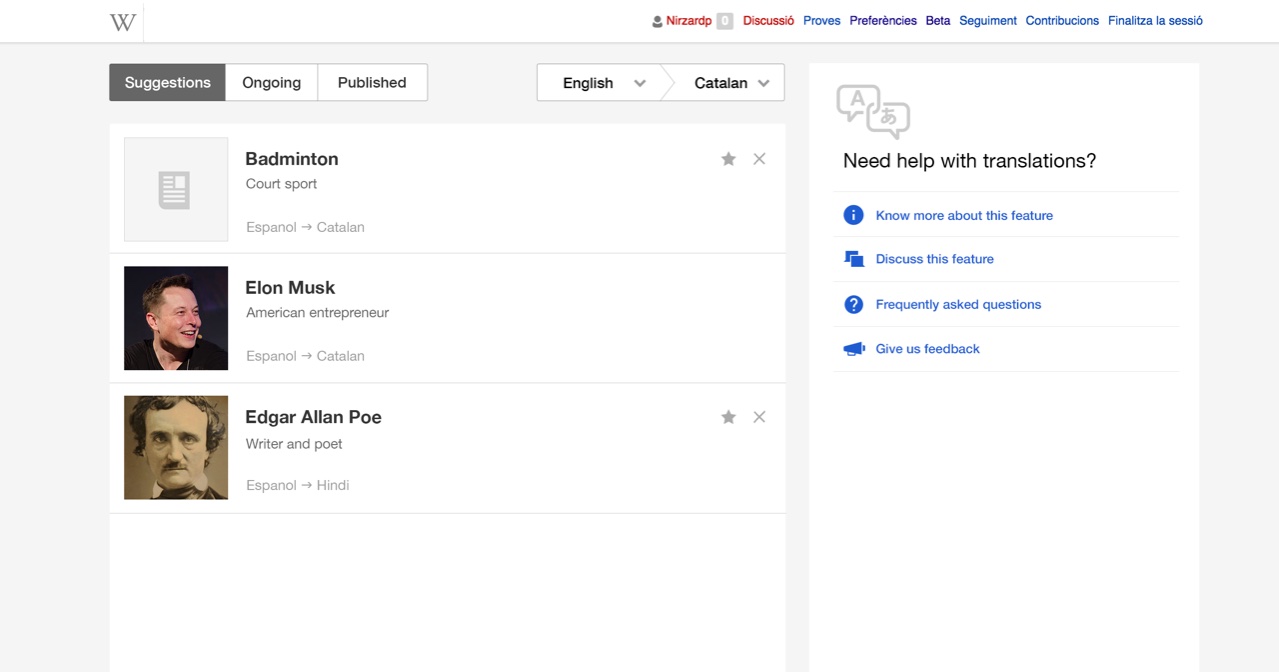 W Nirzardp 0 Discussió Proves Preferències Beta Seguiment Contribucions Finalitza la sessió
Suggestions Ongoing Published English Catalan
Badminton
Court sport
Espanol → Catalan
Elon Musk
American entrepreneur
Espanol → Catalan
Edgar Allan Poe
Writer and poet
Espanol → Hindi
A あ
Need help with translations?
Know more about this feature
Discuss this feature
Frequently asked questions
Give us feedback